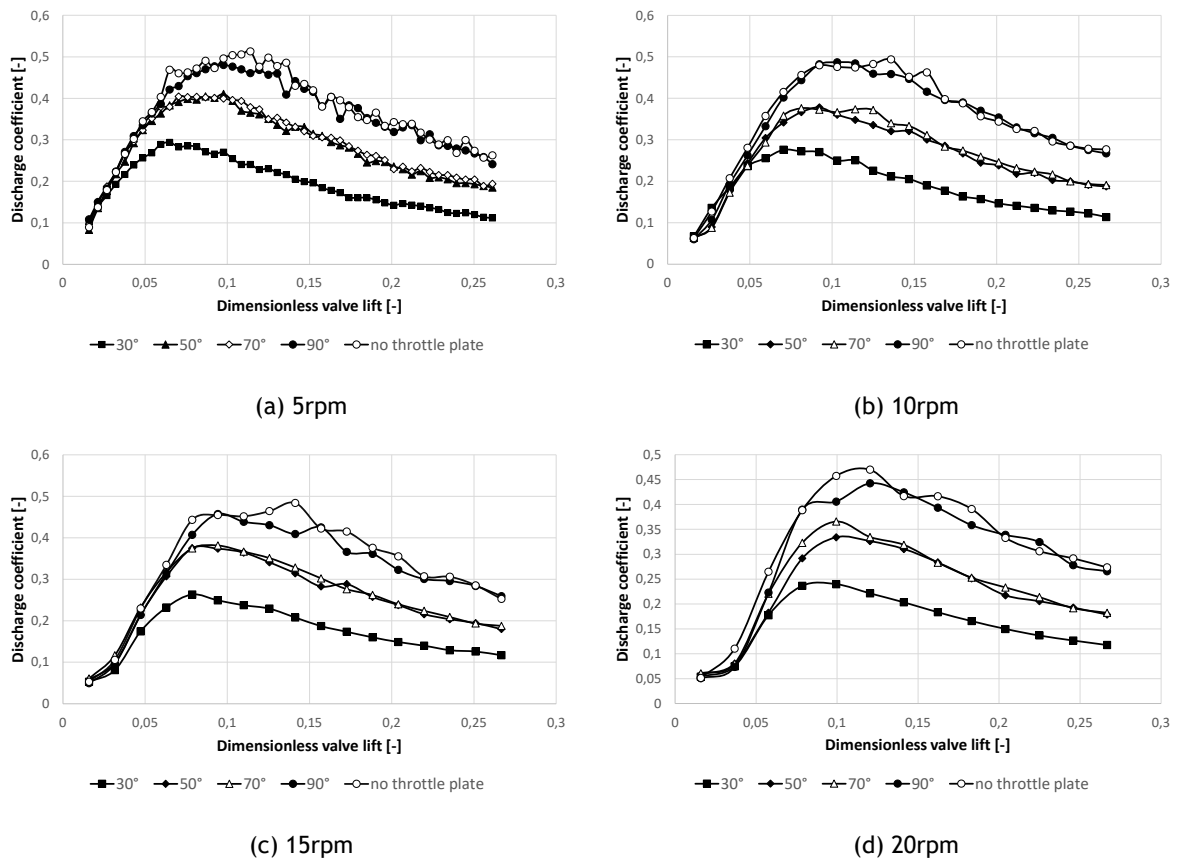 0,6
0,5
0,4
0,3
0,2
0,1
0
Discharge coefficient [-]
0 0,05 0,1 0,15 0,2 0,25 0,3
Dimensionless valve lift [-]
30° 50° 70° 90° no throttle plate
(a) 5rpm
0,6
0,5
0,4
0,3
0,2
0,1
0
Discharge coefficient [-]
0 0,05 0,1 0,15 0,2 0,25 0,3
Dimensionless valve lift [-]
30° 50° 70° 90° no throttle plate
(b) 10rpm
0,6
0,5
0,4
0,3
0,2
0,1
0
Discharge coefficient [-]
0 0,05 0,1 0,15 0,2 0,25 0,3
Dimensionless valve lift [-]
30° 50° 70° 90° no throttle plate
(c) 15rpm
0,5
0,45
0,4
0,35
0,3
0,25
0,2
0,15
0,1
0,05
0
Discharge coefficient [-]
0 0,05 0,1 0,15 0,2 0,25 0,3
Dimensionless valve lift [-]
30° 50° 70° 90° no throttle plate
(d) 20rpm